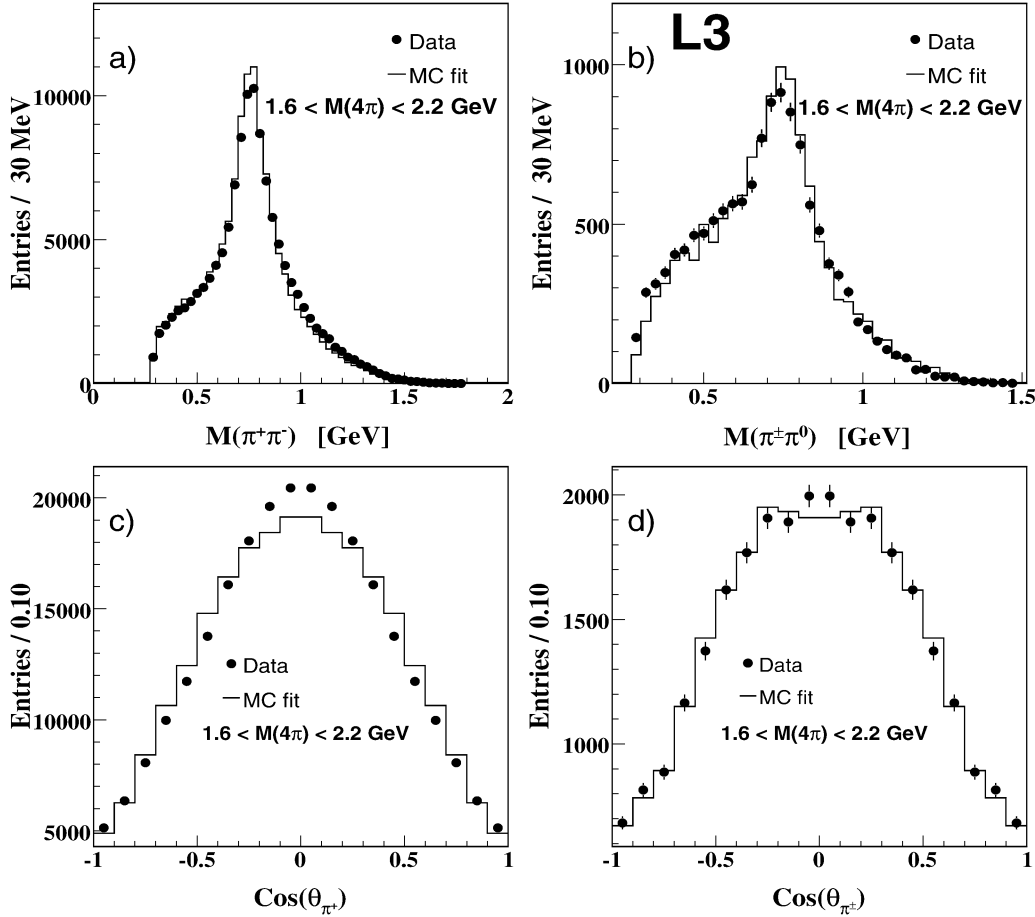 L3
a)
Data
MC fit
1.6 < M(4π) < 2.2 GeV
Entries / 30 MeV
10000
5000
0
0 0.5 1 1.5 2
M(π⁺π⁻) [GeV]
b)
Data
MC fit
1.6 < M(4π) < 2.2 GeV
Entries / 30 MeV
1000
500
0
0.5 1 1.5
M(π±π⁰) [GeV]
c)
Data
MC fit
1.6 < M(4π) < 2.2 GeV
Entries / 0.10
20000
15000
10000
5000
-1 -0.5 0 0.5 1
Cos(θπ⁺)
d)
Data
MC fit
1.6 < M(4π) < 2.2 GeV
Entries / 0.10
2000
1500
1000
-1 -0.5 0 0.5 1
Cos(θπ±)